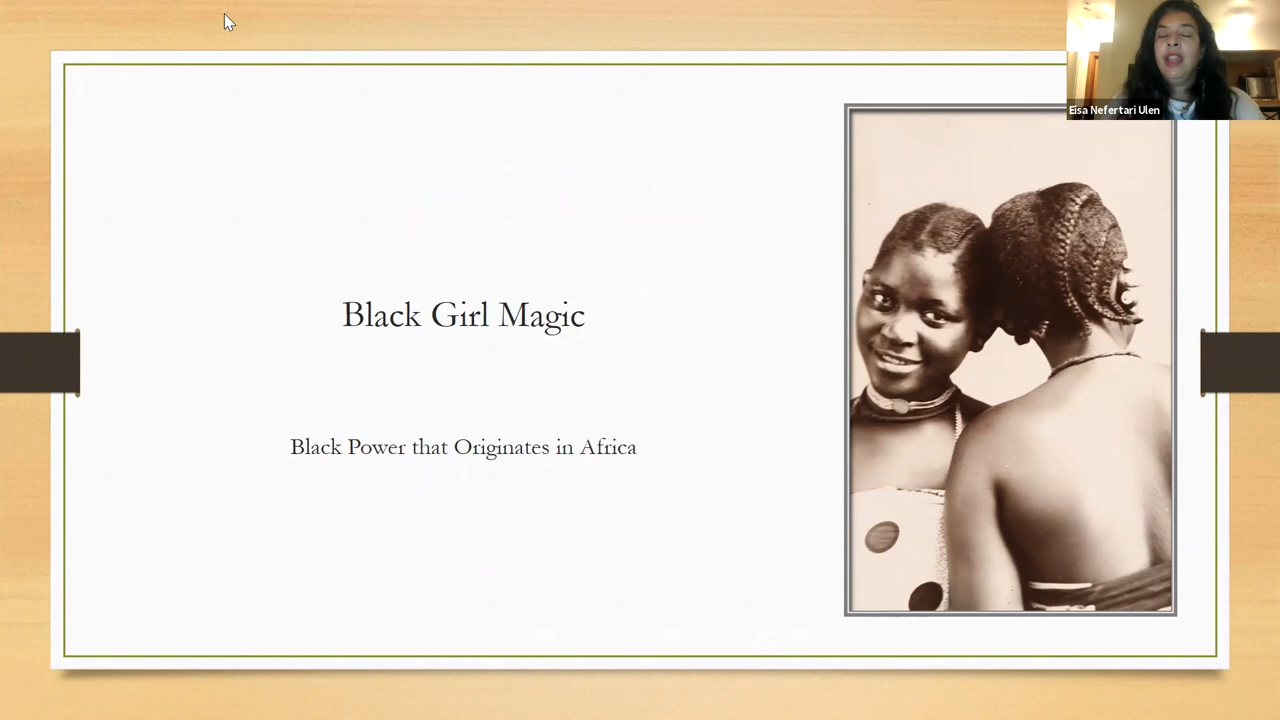 Eisa Nefertari Ulen
Black Girl Magic
Black Power that Originates in Africa